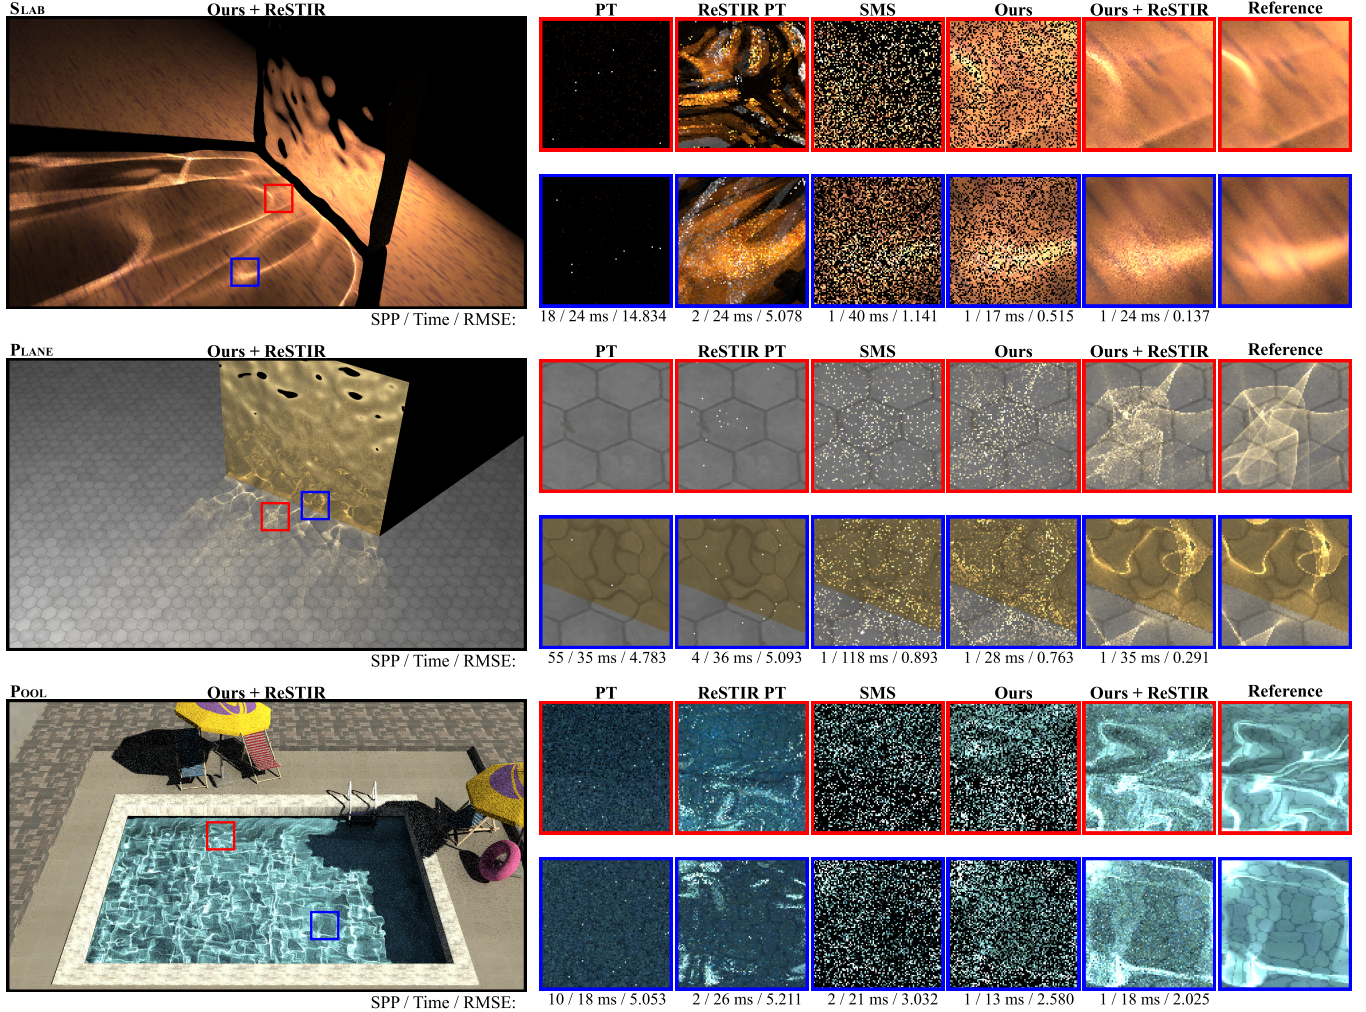 SLAB Ours + ReSTIR PT ReSTIR PT SMS Ours Ours + ReSTIR Reference
SPP / Time / RMSE: 18 / 24 ms / 14.834 2 / 24 ms / 5.078 1 / 40 ms / 1.141 1 / 17 ms / 0.515 1 / 24 ms / 0.137
PLANE Ours + ReSTIR PT ReSTIR PT SMS Ours Ours + ReSTIR Reference
SPP / Time / RMSE: 55 / 35 ms / 4.783 4 / 36 ms / 5.093 1 / 118 ms / 0.893 1 / 28 ms / 0.763 1 / 35 ms / 0.291
POOL Ours + ReSTIR PT ReSTIR PT SMS Ours Ours + ReSTIR Reference
SPP / Time / RMSE: 10 / 18 ms / 5.053 2 / 26 ms / 5.211 2 / 21 ms / 3.032 1 / 13 ms / 2.580 1 / 18 ms / 2.025